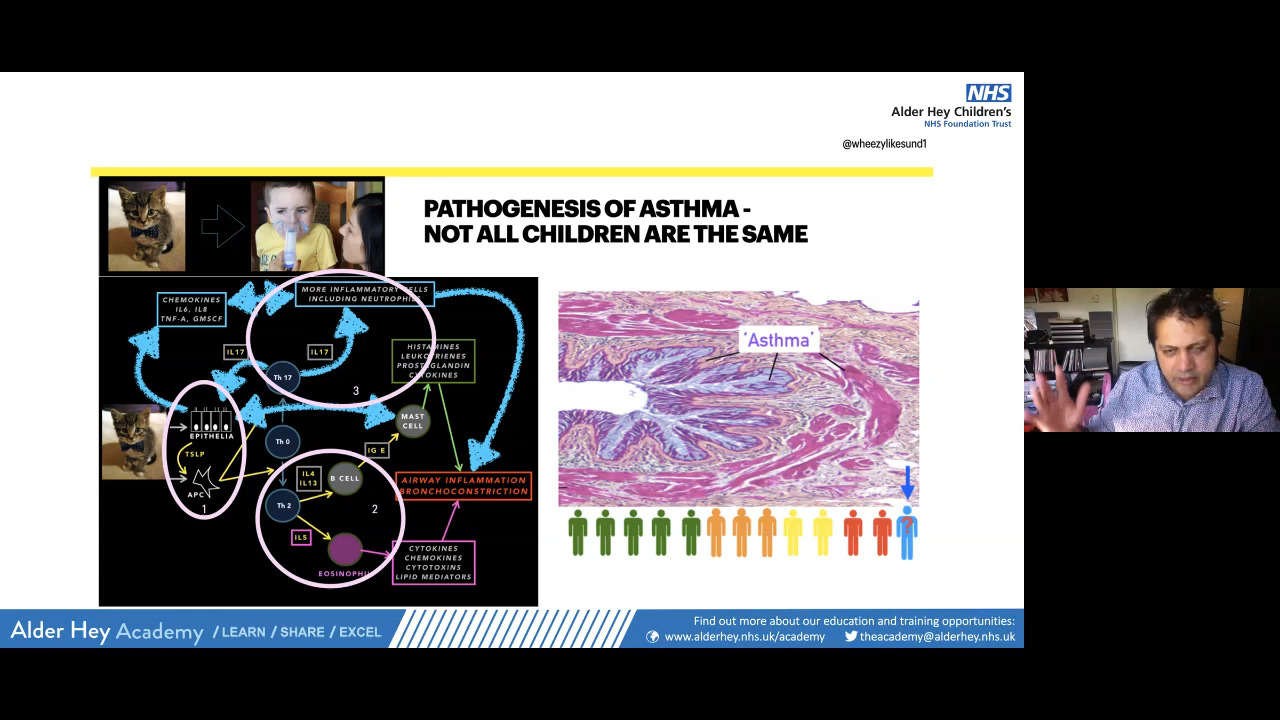 NHS
Alder Hey Children's
NHS Foundation Trust
@wheezylikesund1
PATHOGENESIS OF ASTHMA -
NOT ALL CHILDREN ARE THE SAME
CHEMOKINES
IL6, IL8
TNF-A, GMSCF
MORE INFLAMMATORY CELLS
INCLUDING NEUTROPHILS
IL17
IL17
HISTAMINES
LEUKOTRIENES
PROSTAGLANDIN
CYTOKINES
Th 17
3
MAST
CELL
EPITHELIA
Th 0
TSLP
IG E
APC
1
IL4
IL13
B CELL
AIRWAY INFLAMMATION
BRONCHOCONSTRICTION
Th 2
2
IL5
EOSINOPHIL
CYTOKINES
CHEMOKINES
CYTOTOXINS
LIPID MEDIATORS
'Asthma'
?
Alder Hey Academy / LEARN / SHARE / EXCEL
Find out more about our education and training opportunities:
www.alderhey.nhs.uk/academy theacademy@alderhey.nhs.uk